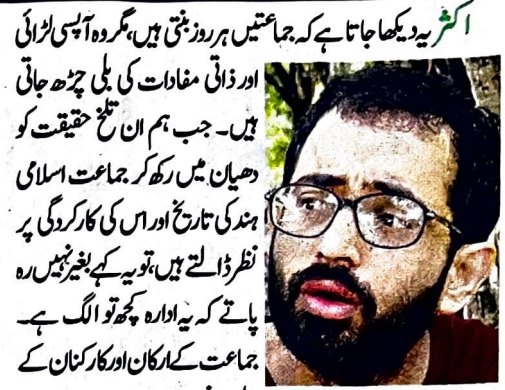 اکثر یہ دیکھا جاتا ہے کہ جماعتیں ہر روز بنتی ہیں، مگر وہ آپسی لڑائی
اور ذاتی مفادات کی بلی چڑھ جاتی
ہیں۔ جب ہم ان تلخ حقیقت کو
دھیان میں رکھ کر جماعت اسلامی
ہند کی تاریخ اور اس کی کارکردگی پر
نظر ڈالتے ہیں، تو یہ کہے بغیر نہیں رہ
پاتے کہ یہ ادارہ کچھ تو الگ ہے۔
جماعت کے ارکان اور کارکنان کے